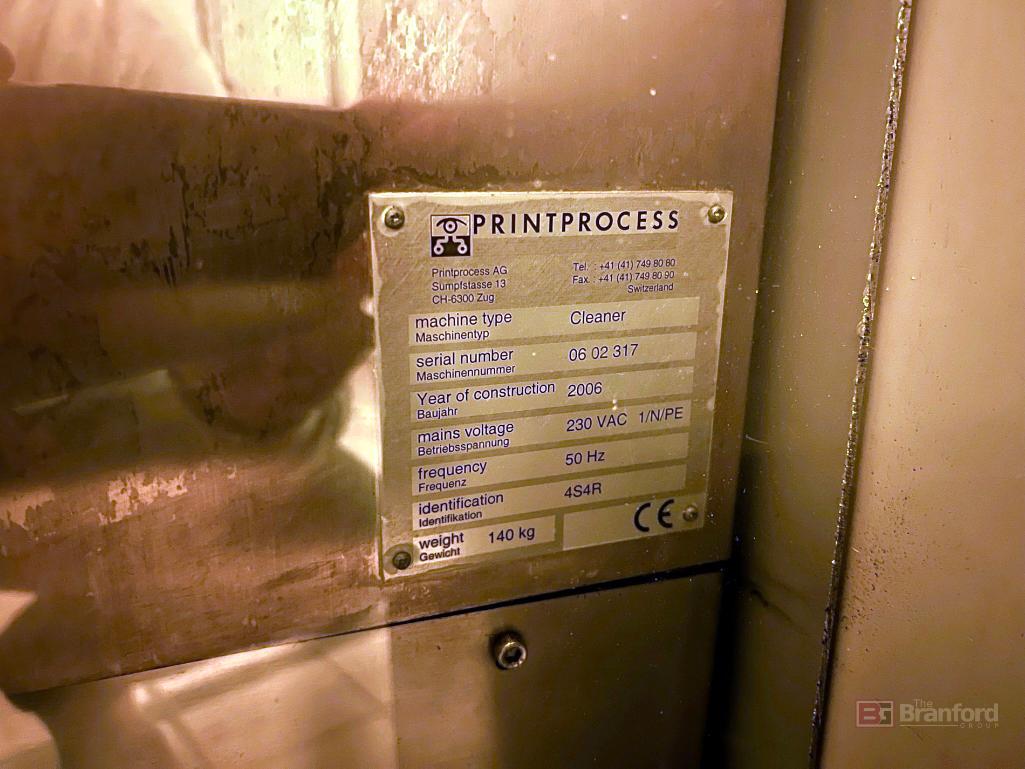 PRINTPROCESS
Printprocess AG
Sumpfstasse 13
CH-6300 Zug
Tel. : +41 (41) 749 80 80
Fax. : +41 (41) 749 80 90
Switzerland
machine type Cleaner
Maschinentyp
serial number 06 02 317
Maschinennummer
Year of construction 2006
Baujahr
mains voltage 230 VAC 1/N/PE
Betriebsspannung
frequency 50 Hz
Frequenz
identification 4S4R
Identifikation
weight 140 kg
Gewicht
CE
BG The
Branford
GROUP